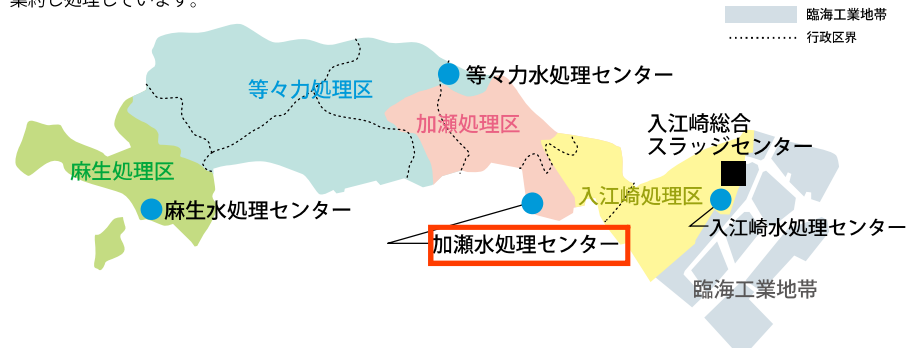 集約し処理しています。
臨海工業地帯
行政区界
等々力水処理センター
等々力処理区
加瀬処理区
入江崎総合
スラッジセンター
麻生処理区
入江崎処理区
麻生水処理センター
入江崎水処理センター
加瀬水処理センター
臨海工業地帯